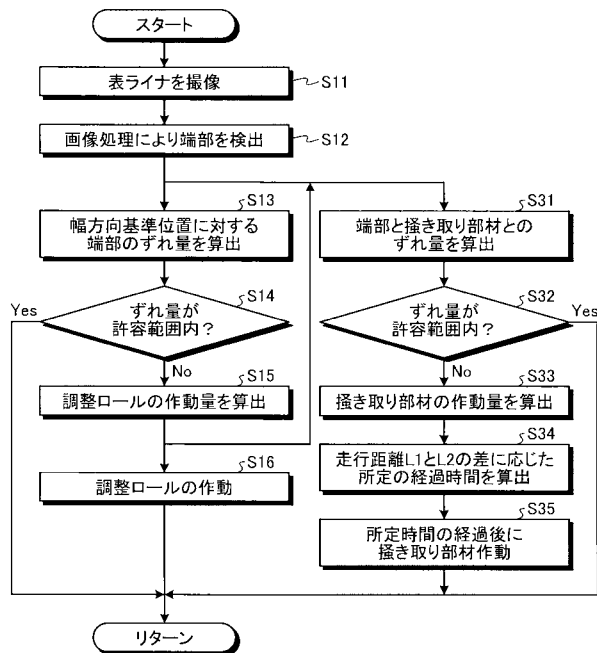 スタート
表ライナを撮像
S11
画像処理により端部を検出
S12
S13
幅方向基準位置に対する
端部のずれ量を算出
S14
ずれ量が
許容範囲内?
Yes
No
S15
調整ロールの作動量を算出
S16
調整ロールの作動
S31
端部と掻き取り部材との
ずれ量を算出
S32
ずれ量が
許容範囲内?
Yes
No
S33
掻き取り部材の作動量を算出
S34
走行距離L1とL2の差に応じた
所定の経過時間を算出
S35
所定時間の経過後に
掻き取り部材作動
リターン